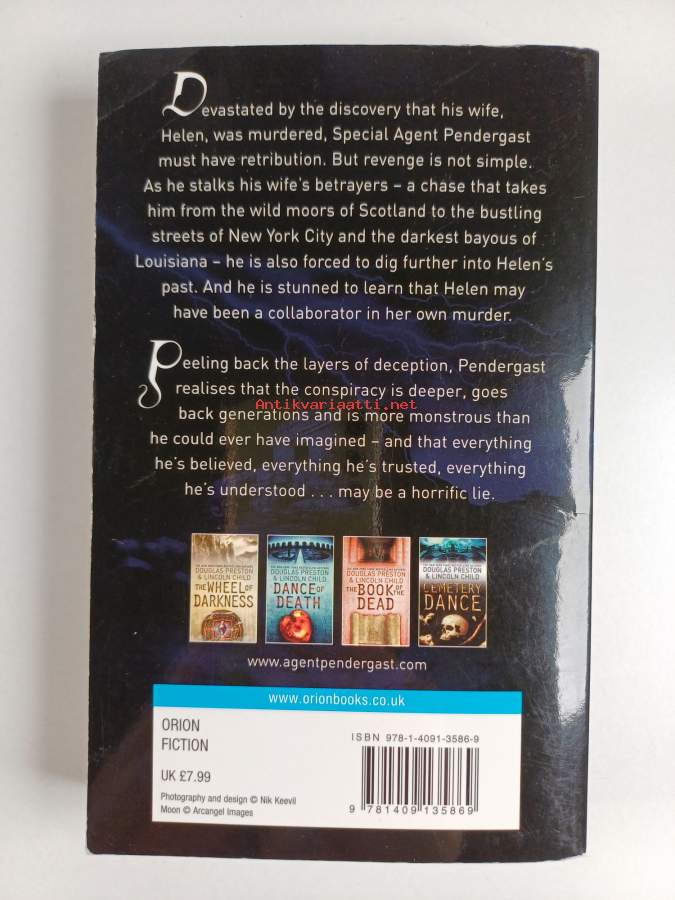 Devastated by the discovery that his wife,
Helen, was murdered, Special Agent Pendergast
must have retribution. But revenge is not simple.
As he stalks his wife's betrayers – a chase that takes
him from the wild moors of Scotland to the bustling
streets of New York City and the darkest bayous of
Louisiana – he is also forced to dig further into Helen's
past. And he is stunned to learn that Helen may
have been a collaborator in her own murder.
Peeling back the layers of deception, Pendergast
realises that the conspiracy is deeper, goes
Antikvariaatti.net
back generations and is more monstrous than
he could ever have imagined – and that everything
he's believed, everything he's trusted, everything
he's understood . . . may be a horrific lie.
DOUGLAS PRESTON
& LINCOLN CHILD
THE WHEEL OF
DARKNESS
DOUGLAS PRESTON
& LINCOLN CHILD
DANCE OF
DEATH
DOUGLAS PRESTON
& LINCOLN CHILD
THE BOOK
OF THE
DEAD
DOUGLAS PRESTON
& LINCOLN CHILD
CEMETERY
DANCE
www.agentpendergast.com
www.orionbooks.co.uk
ORION
FICTION
UK £7.99
Photography and design © Nik Keevil
Moon © Arcangel Images
ISBN 978-1-4091-3586-9
9 781409 135869